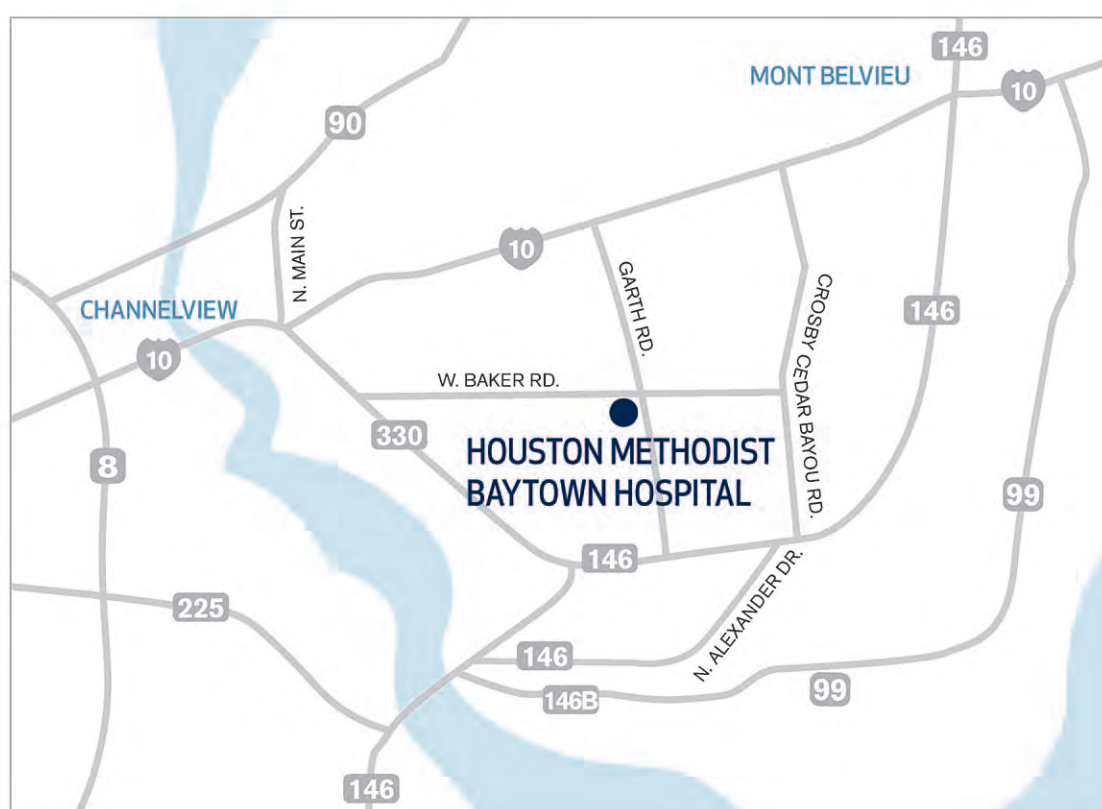 146
MONT BELVIEU
10
90
N. MAIN ST.
10
GARTH RD.
CROSBY CEDAR BAYOU RD.
CHANNELVIEW
146
10
W. BAKER RD.
330
HOUSTON METHODIST
BAYTOWN HOSPITAL
8
99
146
225
N. ALEXANDER DR.
146
146B
99
146